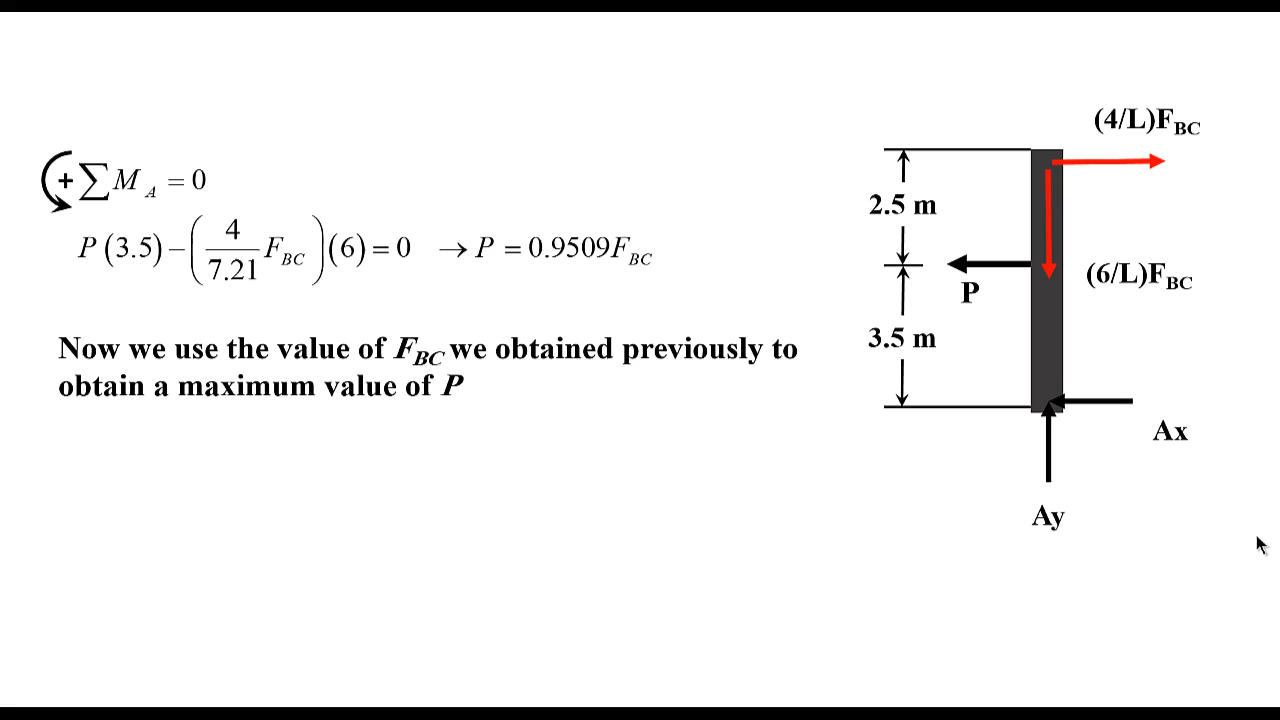 (4/L)F_BC
+ ∑M_A = 0
2.5 m
P(3.5) − (4/7.21 F_BC)(6) = 0 → P = 0.9509F_BC
(6/L)F_BC
P
3.5 m
Now we use the value of F_BC we obtained previously to
obtain a maximum value of P
Ax
Ay